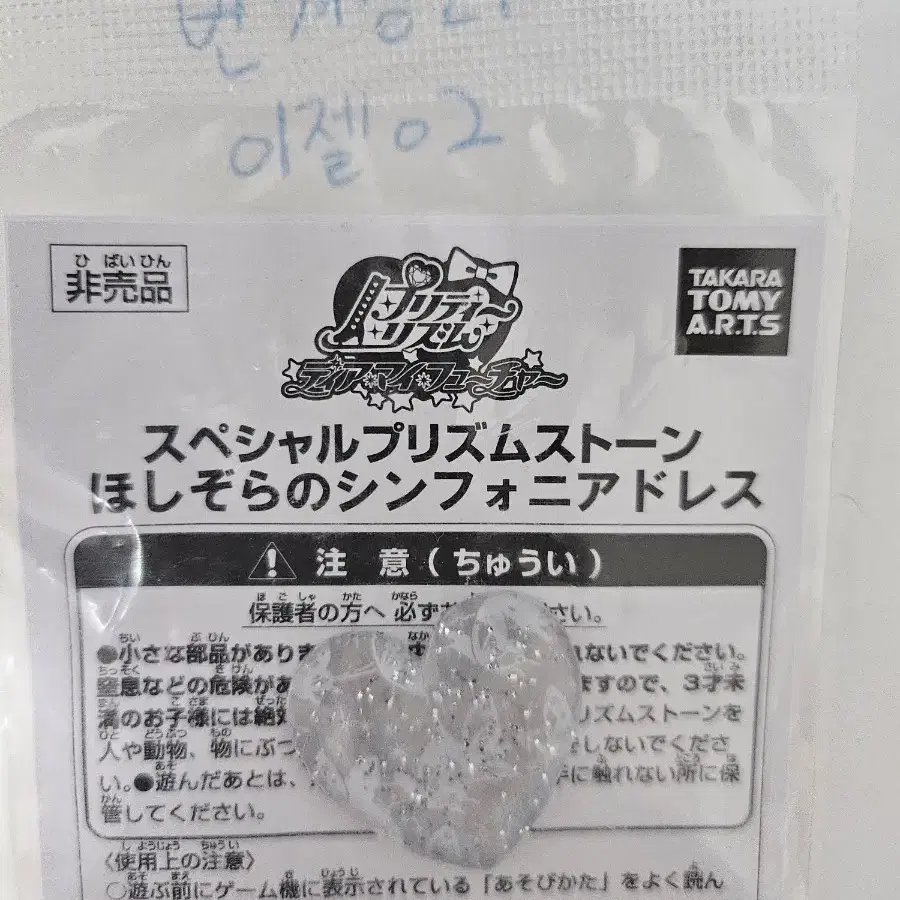 이젤 02
ひばいひん
非売品
プリティーリズム
ディアマイフューチャー
TAKARA
TOMY
A.R.T.S
スペシャルプリズムストーン
ほしぞらのシンフォニアドレス
注意(ちゅうい)
保護者の方へ 必ず さい。
●小さな部品があり れないでください。
窒息などの危険が ますので、3才未
満のお子様には絶対 リズムストーンを
人や動物、物にぶつ をしないでくださ
い。●遊んだあとは、 手に触れない所に保
管してください。
〈使用上の注意〉
○遊ぶ前にゲーム機に表示されている「あそびかた」をよく読ん